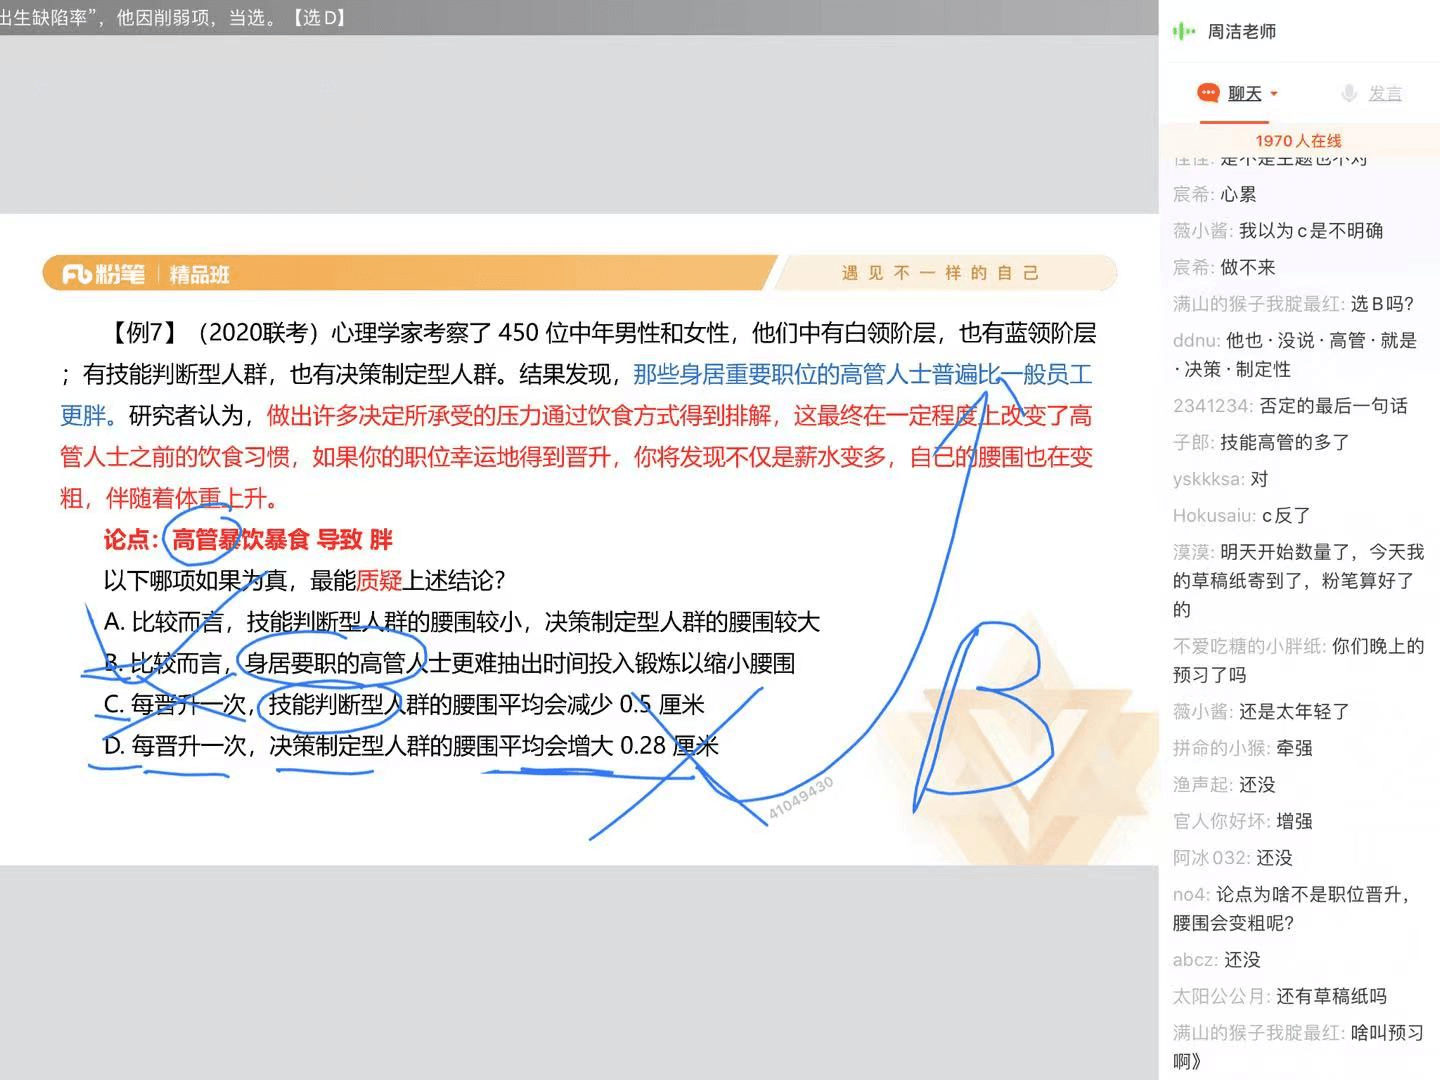 出生缺陷率”，他因削弱项，当选。【选D】
周洁老师
聊天
发言
1970人在线
粉笔 精品班
遇见不一样的自己
【例7】（2020联考）心理学家考察了 450 位中年男性和女性，他们中有白领阶层，也有蓝领阶层
；有技能判断型人群，也有决策制定型人群。结果发现，那些身居重要职位的高管人士普遍比一般员工
更胖。研究者认为，做出许多决定所承受的压力通过饮食方式得到排解，这最终在一定程度上改变了高
管人士之前的饮食习惯，如果你的职位幸运地得到晋升，你将发现不仅是薪水变多，自己的腰围也在变
粗，伴随着体重上升。
论点：高管暴饮暴食 导致 胖
以下哪项如果为真，最能质疑上述结论？
A. 比较而言，技能判断型人群的腰围较小，决策制定型人群的腰围较大
B. 比较而言，身居要职的高管人士更难抽出时间投入锻炼以缩小腰围
C. 每晋升一次，技能判断型人群的腰围平均会减少 0.5 厘米
D. 每晋升一次，决策制定型人群的腰围平均会增大 0.28 厘米
B
41049430
是不是主题也不对
宸希: 心累
薇小酱: 我以为c是不明确
宸希: 做不来
满山的猴子我腚最红: 选B吗?
ddnu: 他也·没说·高管·就是
·决策·制定性
2341234: 否定的最后一句话
子郎: 技能高管的多了
yskkksa: 对
Hokusaiu: c反了
漠漠: 明天开始数量了，今天我
的草稿纸寄到了，粉笔算好了
的
不爱吃糖的小胖纸: 你们晚上的
预习了吗
薇小酱: 还是太年轻了
拼命的小猴: 牵强
渔声起: 还没
官人你好坏: 增强
阿冰032: 还没
no4: 论点为啥不是职位晋升，
腰围会变粗呢?
abcz: 还没
太阳公公月: 还有草稿纸吗
满山的猴子我腚最红: 啥叫预习
啊》